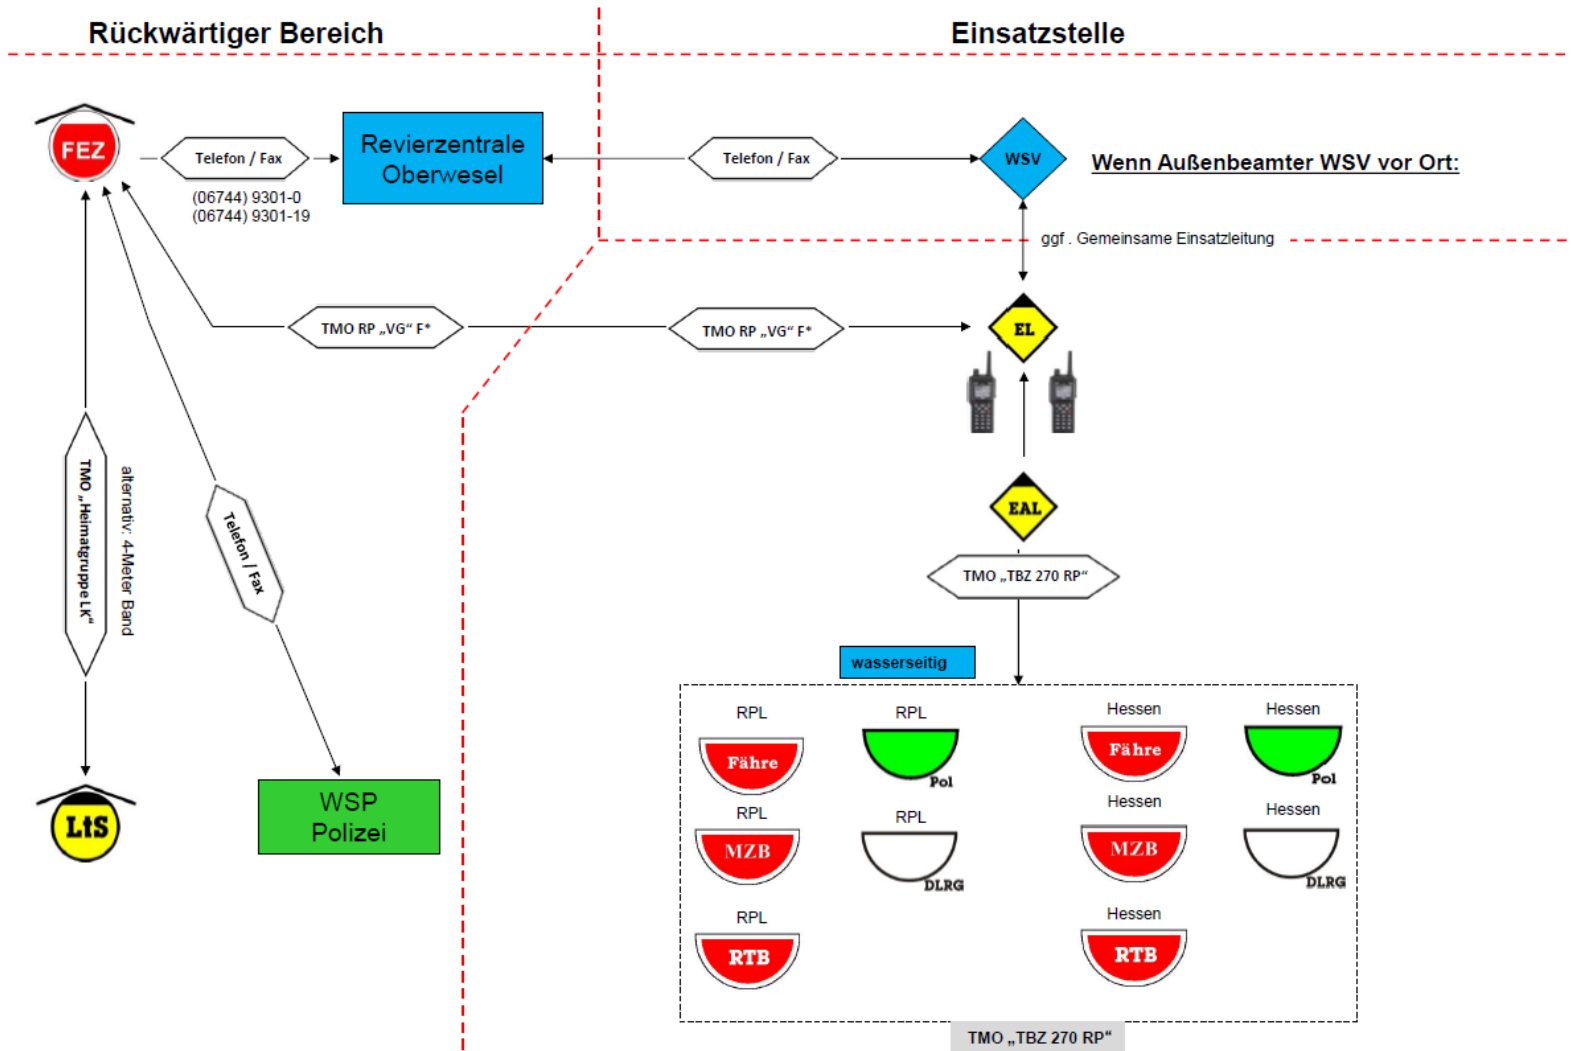 Rückwärtiger Bereich
Einsatzstelle
FEZ
Telefon / Fax
(06744) 9301-0
(06744) 9301-19
Revierzentrale
Oberwesel
Telefon / Fax
WSV
Wenn Außenbeamter WSV vor Ort:
ggf . Gemeinsame Einsatzleitung
TMO RP „VG“ F*
TMO RP „VG“ F*
EL
TMO „Heimatgruppe LK“
alternativ: 4-Meter Band
Telefon / Fax
EAL
TMO „TBZ 270 RP“
wasserseitig
LtS
WSP
Polizei
RPL
RPL
Hessen
Hessen
Fähre
Pol
Fähre
Pol
RPL
RPL
Hessen
Hessen
MZB
DLRG
MZB
DLRG
RPL
Hessen
RTB
RTB
TMO „TBZ 270 RP“